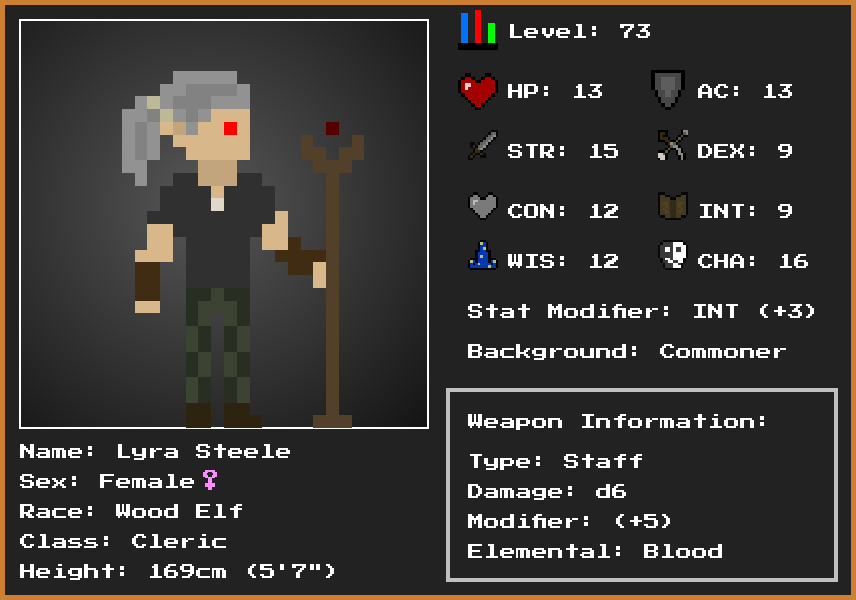 Level: 73
HP: 13 AC: 13
STR: 15 DEX: 9
CON: 12 INT: 9
WIS: 12 CHA: 16
Stat Modifier: INT (+3)
Background: Commoner
Weapon Information:
Type: Staff
Damage: d6
Modifier: (+5)
Elemental: Blood
Name: Lyra Steele
Sex: Female♀
Race: Wood Elf
Class: Cleric
Height: 169cm (5'7")